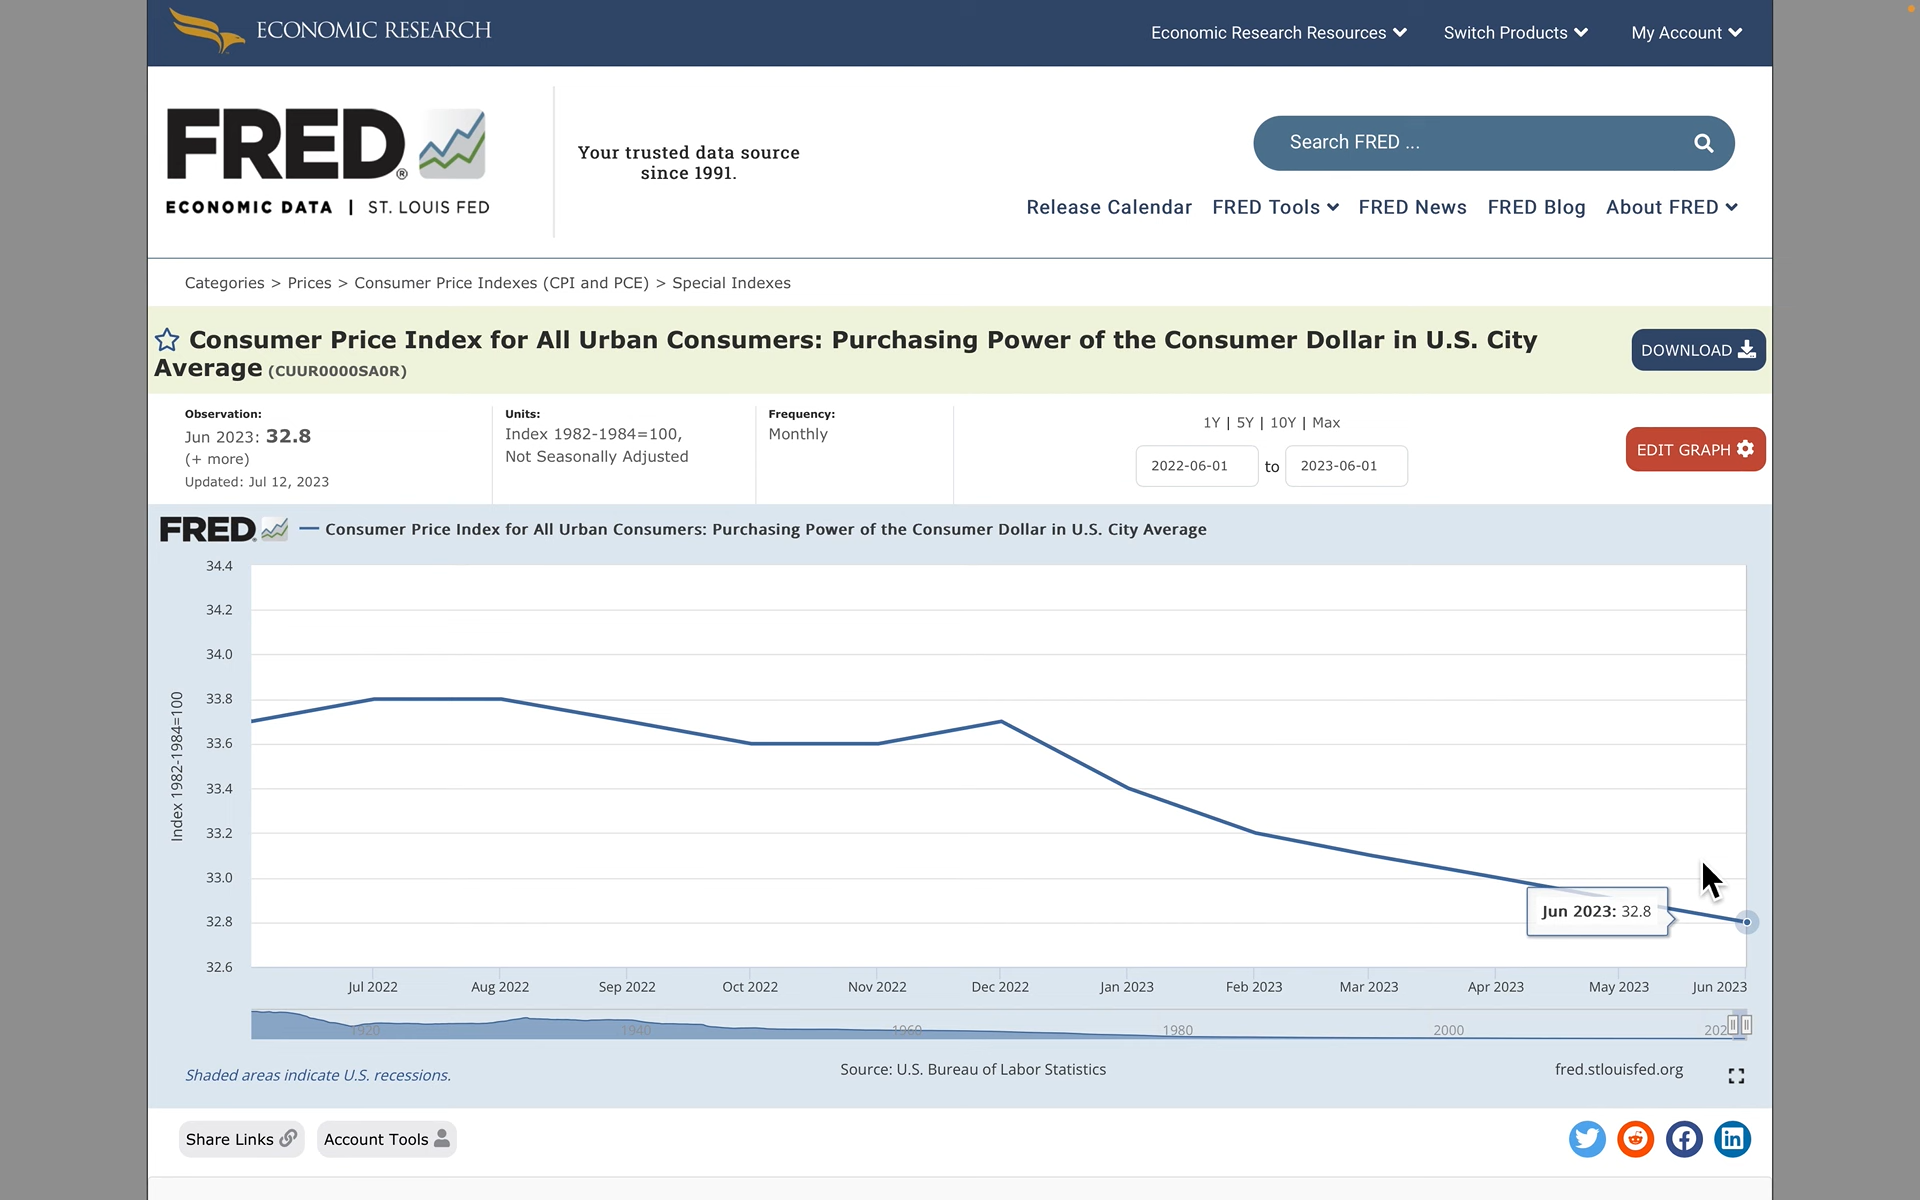 ECONOMIC RESEARCH
Economic Research Resources Switch Products My Account
FRED®
ECONOMIC DATA | ST. LOUIS FED
Your trusted data source
since 1991.
Search FRED ...
Release Calendar FRED Tools FRED News FRED Blog About FRED
Categories > Prices > Consumer Price Indexes (CPI and PCE) > Special Indexes
Consumer Price Index for All Urban Consumers: Purchasing Power of the Consumer Dollar in U.S. City
Average (CUUR0000SA0R)
DOWNLOAD
Observation:
Jun 2023: 32.8
(+ more)
Updated: Jul 12, 2023
Units:
Index 1982-1984=100,
Not Seasonally Adjusted
Frequency:
Monthly
1Y | 5Y | 10Y | Max
2022-06-01 to 2023-06-01
EDIT GRAPH
FRED Consumer Price Index for All Urban Consumers: Purchasing Power of the Consumer Dollar in U.S. City Average
34.4
34.2
34.0
33.8
33.6
33.4
33.2
33.0
32.8
32.6
Index 1982-1984=100
Jun 2023: 32.8
Jul 2022 Aug 2022 Sep 2022 Oct 2022 Nov 2022 Dec 2022 Jan 2023 Feb 2023 Mar 2023 Apr 2023 May 2023 Jun 2023
1920 1940 1960 1980 2000 202
Shaded areas indicate U.S. recessions.
Source: U.S. Bureau of Labor Statistics
fred.stlouisfed.org
Share Links Account Tools